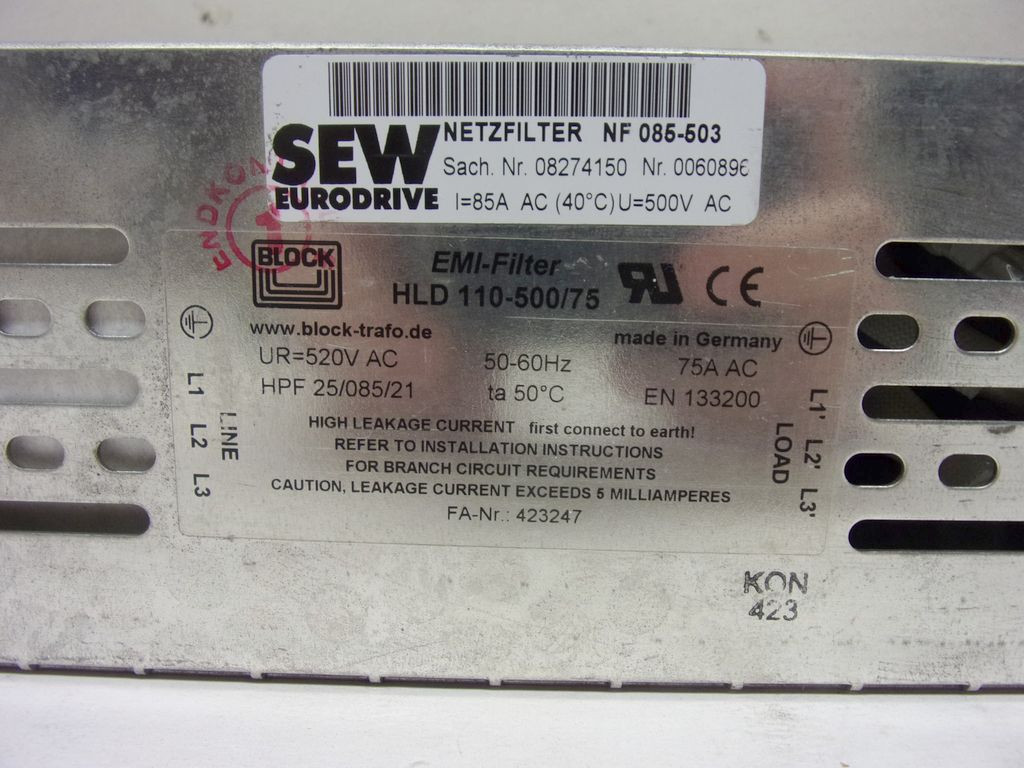 SEW
EURODRIVE
NETZFILTER NF 085-503
Sach. Nr. 08274150 Nr. 0060896
I=85A AC (40°C) U=500V AC
ENDKON
1
BLOCK
EMI-Filter
HLD 110-500/75
CE
www.block-trafo.de
made in Germany
UR=520V AC 50-60Hz 75A AC
HPF 25/085/21 ta 50°C EN 133200
L1 L2 L3
LINE
L1' L2' L3'
LOAD
HIGH LEAKAGE CURRENT first connect to earth!
REFER TO INSTALLATION INSTRUCTIONS
FOR BRANCH CIRCUIT REQUIREMENTS
CAUTION, LEAKAGE CURRENT EXCEEDS 5 MILLIAMPERES
FA-Nr.: 423247
KON
423